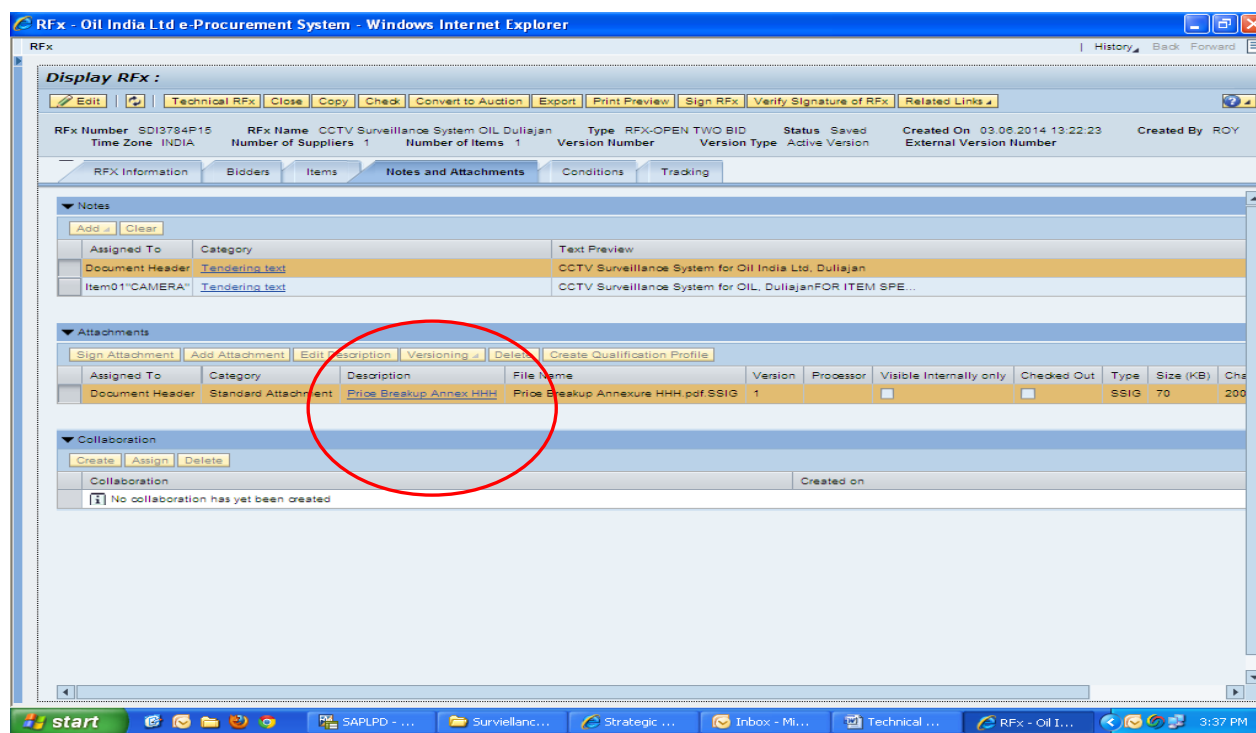 RFx - Oil India Ltd e-Procurement System - Windows Internet Explorer
RFx | History Back Forward
Display RFx :
Edit | Technical RFx Close Copy Check Convert to Auction Export Print Preview Sign RFx Verify Signature of RFx Related Links
RFx Number SDI3784P15 RFx Name CCTV Surveillance System OIL Duliajan Type RFX-OPEN TWO BID Status Saved Created On 03.06.2014 13:22:23 Created By ROY
Time Zone INDIA Number of Suppliers 1 Number of Items 1 Version Number Version Type Active Version External Version Number
RFX Information Bidders Items Notes and Attachments Conditions Tracking
Notes
Add Clear
Assigned To Category Text Preview
Document Header Tendering text CCTV Surveillance System for Oil India Ltd, Duliajan
Item01"CAMERA" Tendering text CCTV Surveillance System for OIL, DuliajanFOR ITEM SPE...
Attachments
Sign Attachment Add Attachment Edit Description Versioning Delete Create Qualification Profile
Assigned To Category Description File Name Version Processor Visible Internally only Checked Out Type Size (KB) Cha
Document Header Standard Attachment Price Breakup Annex HHH Price Breakup Annexure HHH.pdf.SSIG 1 SSIG 70 200
Collaboration
Create Assign Delete
Collaboration Created on
No collaboration has yet been created
start SAPLPD - ... Surviellanc... Strategic ... Inbox - Mi... Technical ... RFx - Oil I... 3:37 PM